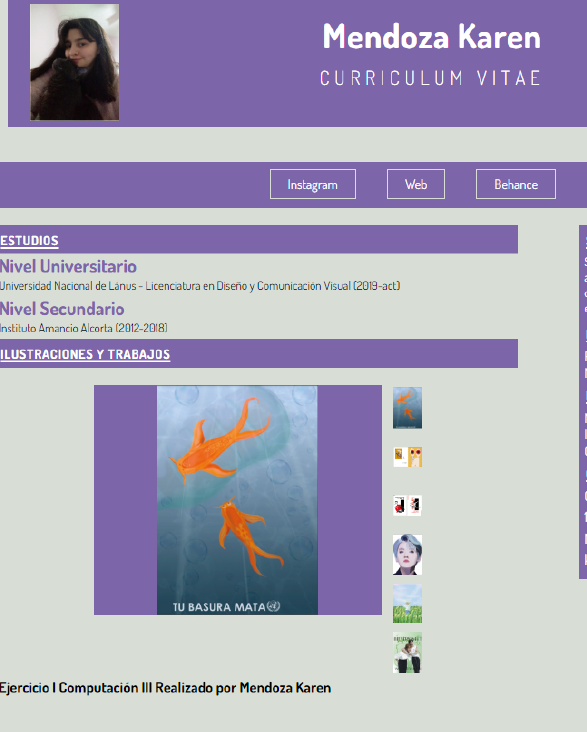 Mendoza Karen
CURRICULUM VITAE
Instagram
Web
Behance
ESTUDIOS
Nivel Universitario
Universidad Nacional de Lanus - Licenciatura en Diseño y Comunicación Visual (2019-act)
Nivel Secundario
Instituto Amancio Alcorta (2012-2018)
ILUSTRACIONES Y TRABAJOS
TU BASURA MATA
Ejercicio I Computación III Realizado por Mendoza Karen